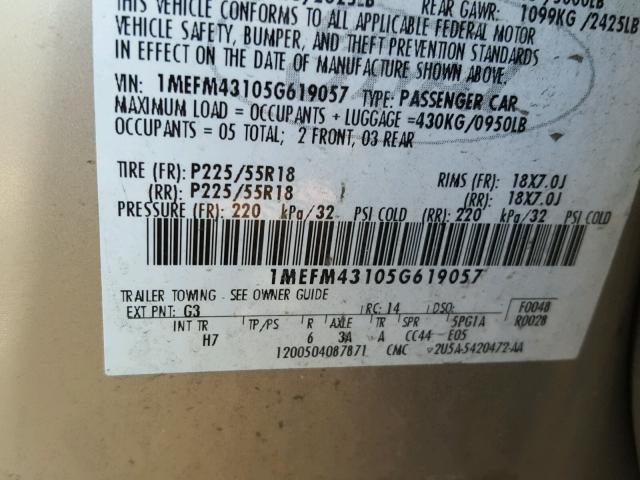 REAR GAWR: 1099KG/2425LB
THIS VEHICLE CONFORMS TO ALL APPLICABLE FEDERAL MOTOR
VEHICLE SAFETY, BUMPER, AND THEFT PREVENTION STANDARDS
IN EFFECT ON THE DATE OF MANUFACTURE SHOWN ABOVE.
VIN: 1MEFM43105G619057 TYPE: PASSENGER CAR
MAXIMUM LOAD = OCCUPANTS + LUGGAGE =430KG/0950LB
OCCUPANTS = 05 TOTAL; 2 FRONT, 03 REAR
TIRE (FR): P225/55R18 RIMS (FR): 18X7.0J
(RR): P225/55R18 (RR): 18X7.0J
PRESSURE (FR): 220 kPa/32 PSI COLD (RR): 220 kPa/32 PSI COLD
1MEFM43105G619057
TRAILER TOWING - SEE OWNER GUIDE
EXT PNT: G3 RC: 14 DSO: F0048
INT TR TP/PS R AXLE TR SPR 5PG1A R0028
H7 6 3A A CC44 E05
1200504087871 CMC 2U5A-5420472-AA